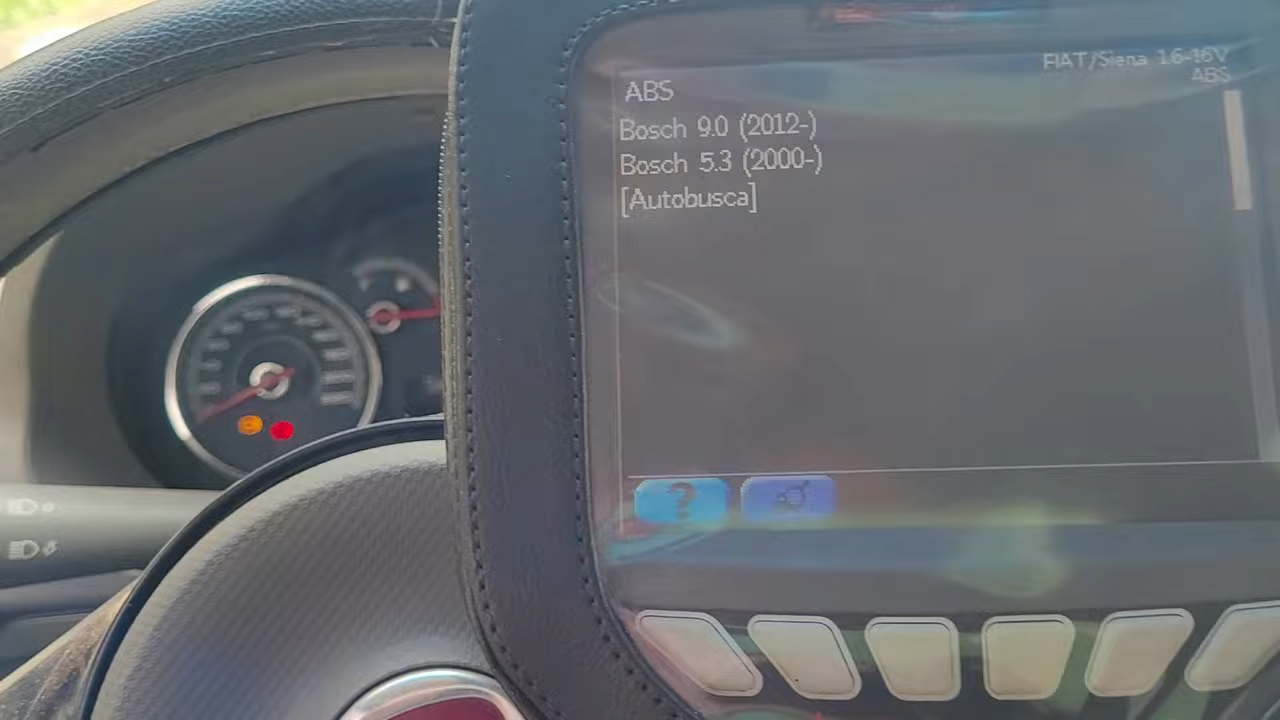 FIAT/Siena 1.6-16V
ABS
ABS
Bosch 9.0 (2012-)
Bosch 5.3 (2000-)
[Autobusca]
?